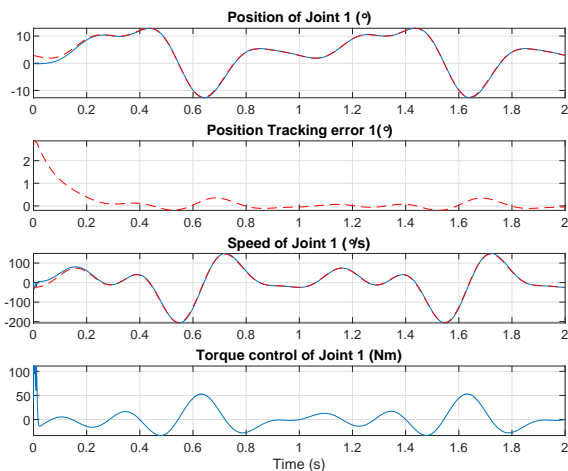 Position of Joint 1 (°)
10
0
-10
0 0.2 0.4 0.6 0.8 1 1.2 1.4 1.6 1.8 2
Position Tracking error 1(°)
2
1
0
0 0.2 0.4 0.6 0.8 1 1.2 1.4 1.6 1.8 2
Speed of Joint 1 (°/s)
100
0
-100
-200
0 0.2 0.4 0.6 0.8 1 1.2 1.4 1.6 1.8 2
Torque control of Joint 1 (Nm)
100
50
0
0 0.2 0.4 0.6 0.8 1 1.2 1.4 1.6 1.8 2
Time (s)